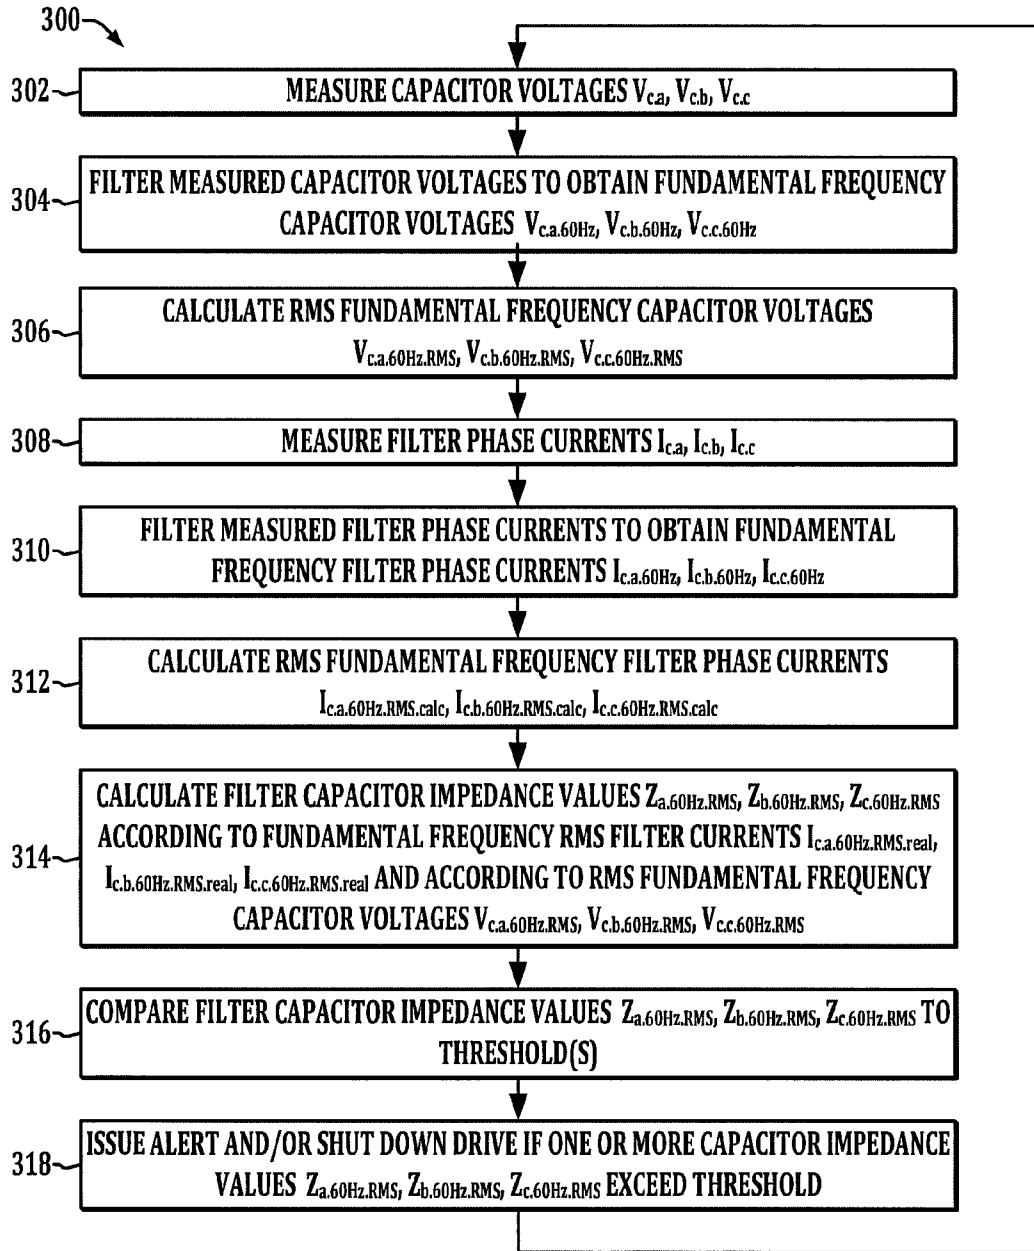 300
302
MEASURE CAPACITOR VOLTAGES Vc.a, Vc.b, Vc.c
304
FILTER MEASURED CAPACITOR VOLTAGES TO OBTAIN FUNDAMENTAL FREQUENCY
CAPACITOR VOLTAGES Vc.a.60Hz, Vc.b.60Hz, Vc.c.60Hz
306
CALCULATE RMS FUNDAMENTAL FREQUENCY CAPACITOR VOLTAGES
Vc.a.60Hz.RMS, Vc.b.60Hz.RMS, Vc.c.60Hz.RMS
308
MEASURE FILTER PHASE CURRENTS Ic.a, Ic.b, Ic.c
310
FILTER MEASURED FILTER PHASE CURRENTS TO OBTAIN FUNDAMENTAL
FREQUENCY FILTER PHASE CURRENTS Ic.a.60Hz, Ic.b.60Hz, Ic.c.60Hz
312
CALCULATE RMS FUNDAMENTAL FREQUENCY FILTER PHASE CURRENTS
Ic.a.60Hz.RMS.calc, Ic.b.60Hz.RMS.calc, Ic.c.60Hz.RMS.calc
314
CALCULATE FILTER CAPACITOR IMPEDANCE VALUES Za.60Hz.RMS, Zb.60Hz.RMS, Zc.60Hz.RMS
ACCORDING TO FUNDAMENTAL FREQUENCY RMS FILTER CURRENTS Ic.a.60Hz.RMS.real,
Ic.b.60Hz.RMS.real, Ic.c.60Hz.RMS.real AND ACCORDING TO RMS FUNDAMENTAL FREQUENCY
CAPACITOR VOLTAGES Vc.a.60Hz.RMS, Vc.b.60Hz.RMS, Vc.c.60Hz.RMS
316
COMPARE FILTER CAPACITOR IMPEDANCE VALUES Za.60Hz.RMS, Zb.60Hz.RMS, Zc.60Hz.RMS TO
THRESHOLD(S)
318
ISSUE ALERT AND/OR SHUT DOWN DRIVE IF ONE OR MORE CAPACITOR IMPEDANCE
VALUES Za.60Hz.RMS, Zb.60Hz.RMS, Zc.60Hz.RMS EXCEED THRESHOLD